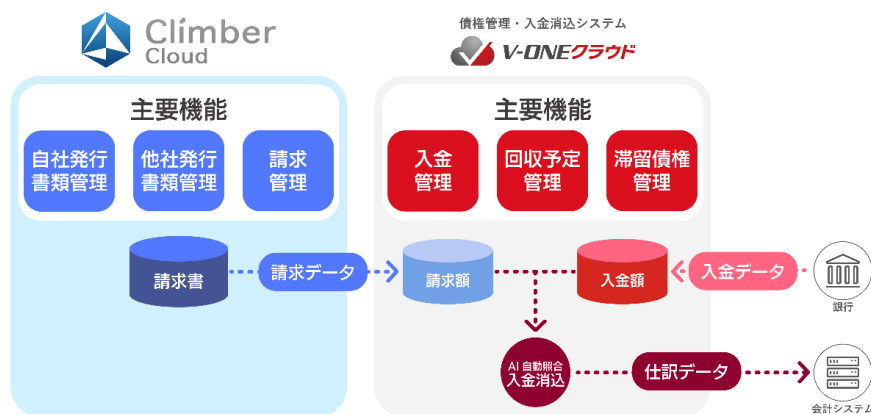 Climber
Cloud
債権管理・入金消込システム
V-ONEクラウド
主要機能
自社発行
書類管理
他社発行
書類管理
請求
管理
主要機能
入金
管理
回収予定
管理
滞留債権
管理
請求書
請求データ
請求額
入金額
入金データ
銀行
AI自動照合
入金消込
仕訳データ
会計システム